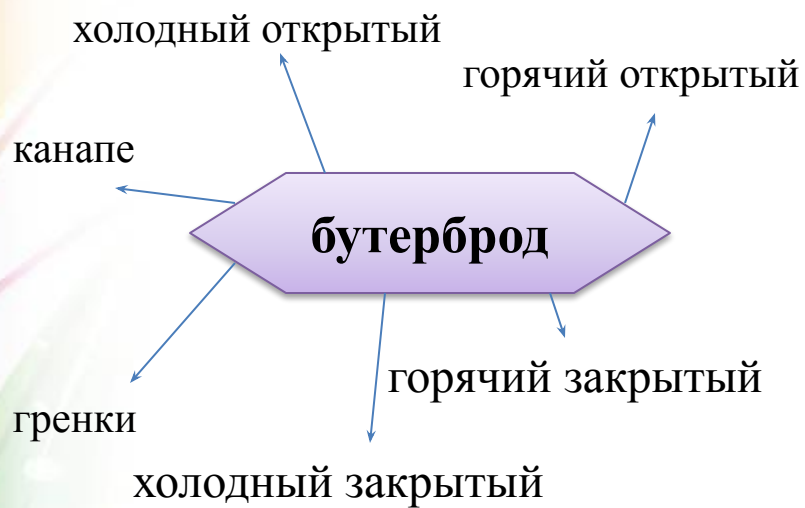 холодный открытый
горячий открытый
канапе
бутерброд
горячий закрытый
гренки
холодный закрытый